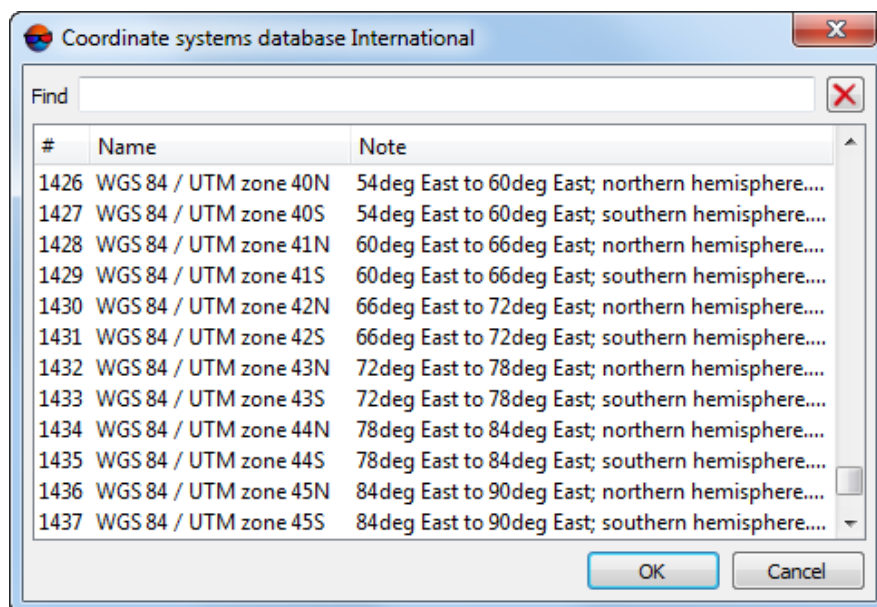 Coordinate systems database International
Find
# Name Note
1426 WGS 84 / UTM zone 40N 54deg East to 60deg East; northern hemisphere....
1427 WGS 84 / UTM zone 40S 54deg East to 60deg East; southern hemisphere....
1428 WGS 84 / UTM zone 41N 60deg East to 66deg East; northern hemisphere....
1429 WGS 84 / UTM zone 41S 60deg East to 66deg East; southern hemisphere....
1430 WGS 84 / UTM zone 42N 66deg East to 72deg East; northern hemisphere....
1431 WGS 84 / UTM zone 42S 66deg East to 72deg East; southern hemisphere....
1432 WGS 84 / UTM zone 43N 72deg East to 78deg East; northern hemisphere....
1433 WGS 84 / UTM zone 43S 72deg East to 78deg East; southern hemisphere....
1434 WGS 84 / UTM zone 44N 78deg East to 84deg East; northern hemisphere....
1435 WGS 84 / UTM zone 44S 78deg East to 84deg East; southern hemisphere....
1436 WGS 84 / UTM zone 45N 84deg East to 90deg East; northern hemisphere....
1437 WGS 84 / UTM zone 45S 84deg East to 90deg East; southern hemisphere....
OK Cancel